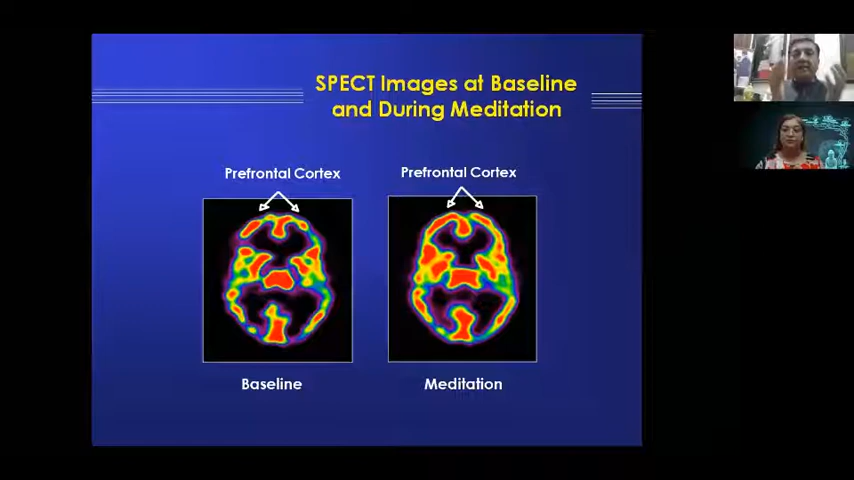 SPECT Images at Baseline
and During Meditation
Prefrontal Cortex
Prefrontal Cortex
Baseline
Meditation